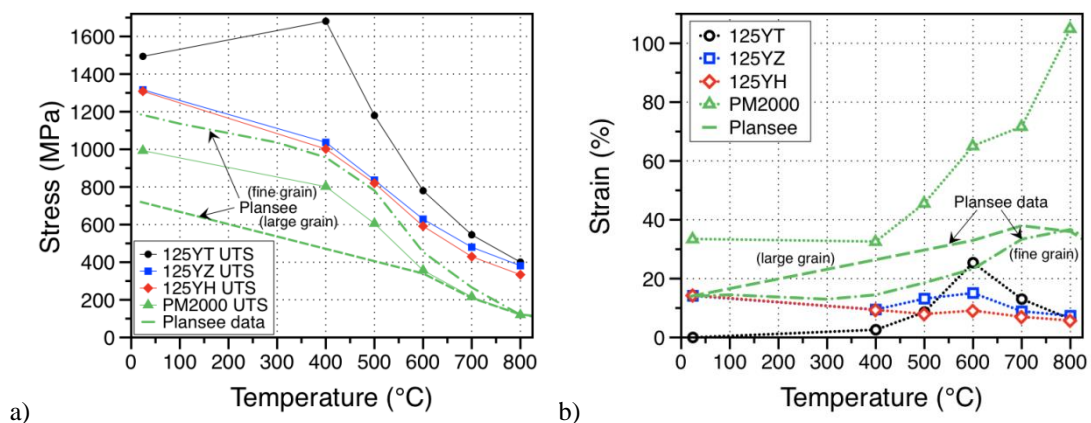 1600
1400
1200
1000
800
600
400
200
0
Stress (MPa)
(fine grain)
Plansee
(large grain)
125YT UTS
125YZ UTS
125YH UTS
PM2000 UTS
Plansee data
0 100 200 300 400 500 600 700 800
Temperature (°C)
a)
100
80
60
40
20
0
Strain (%)
125YT
125YZ
125YH
PM2000
Plansee
Plansee data
(large grain)
(fine grain)
0 100 200 300 400 500 600 700 800
Temperature (°C)
b)